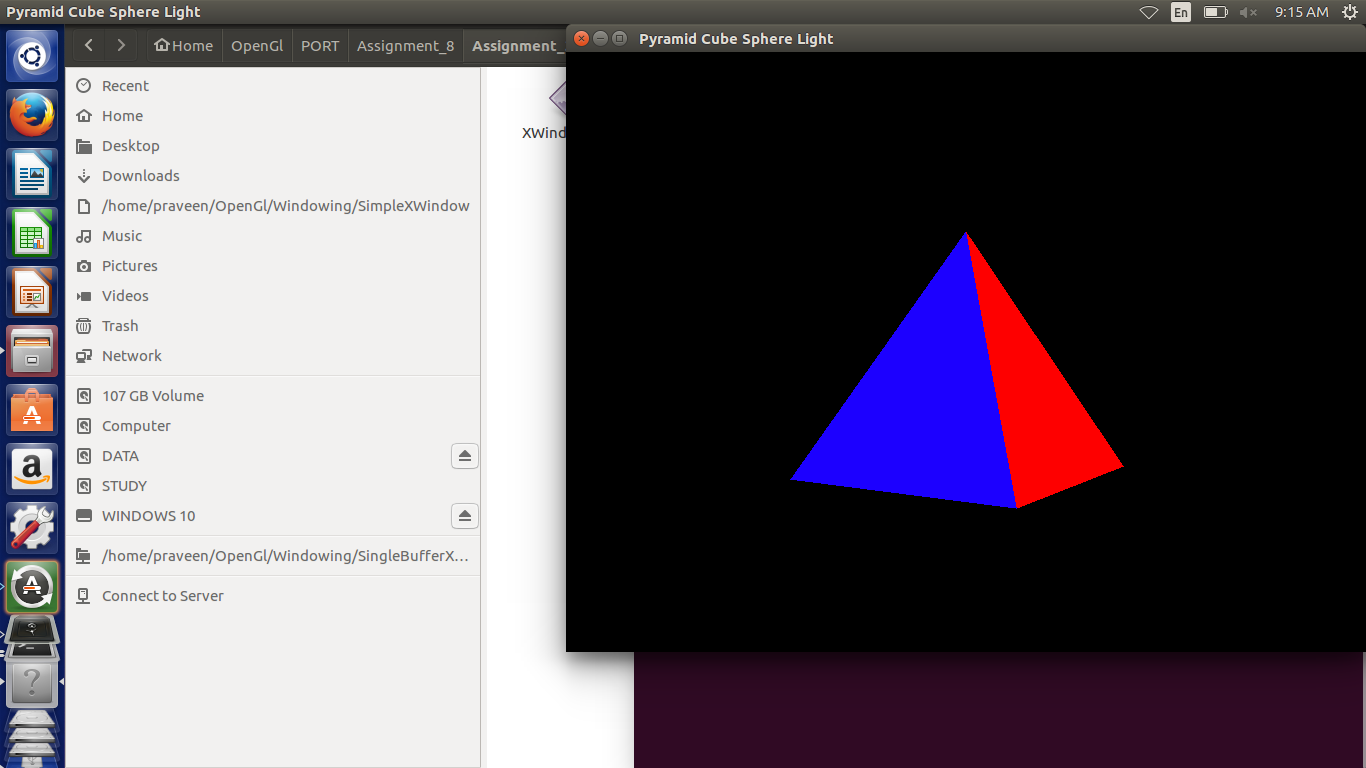 Pyramid Cube Sphere Light
En
9:15 AM
Home OpenGl PORT Assignment_8 Assignment_
Pyramid Cube Sphere Light
Recent
Home
Desktop
Downloads
/home/praveen/OpenGl/Windowing/SimpleXWindow
Music
Pictures
Videos
Trash
Network
107 GB Volume
Computer
DATA
STUDY
WINDOWS 10
/home/praveen/OpenGl/Windowing/SingleBufferX...
Connect to Server
XWind